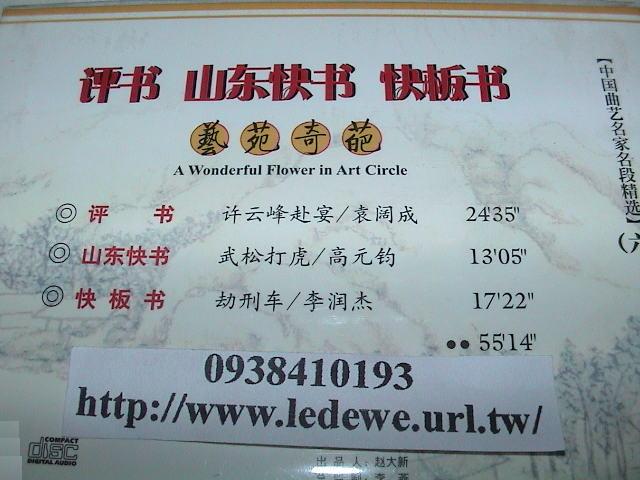 评书 山东快书 快板书
藝苑奇葩
A Wonderful Flower in Art Circle
◎ 评 书 许云峰赴宴/袁阔成 24'35"
◎ 山东快书 武松打虎/高元钧 13'05"
◎ 快板书 劫刑车/李润杰 17'22"
●● 55'14"
【中国曲艺名家名段精选】
0938410193
http://www.ledewe.url.tw/
COMPACT
disc
DIGITAL AUDIO
出品人:赵大新